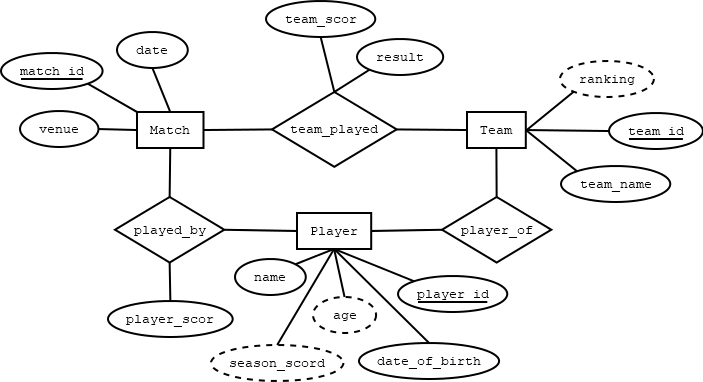 team_scor
date
result
match_id
ranking
venue
Match
team_played
Team
team_id
team_name
played_by
Player
player_of
name
player_id
age
player_scor
season_scord
date_of_birth